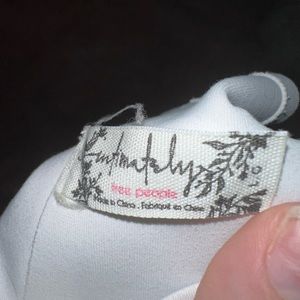 Intimately
free people
Made in China . Fabriqué en Chine